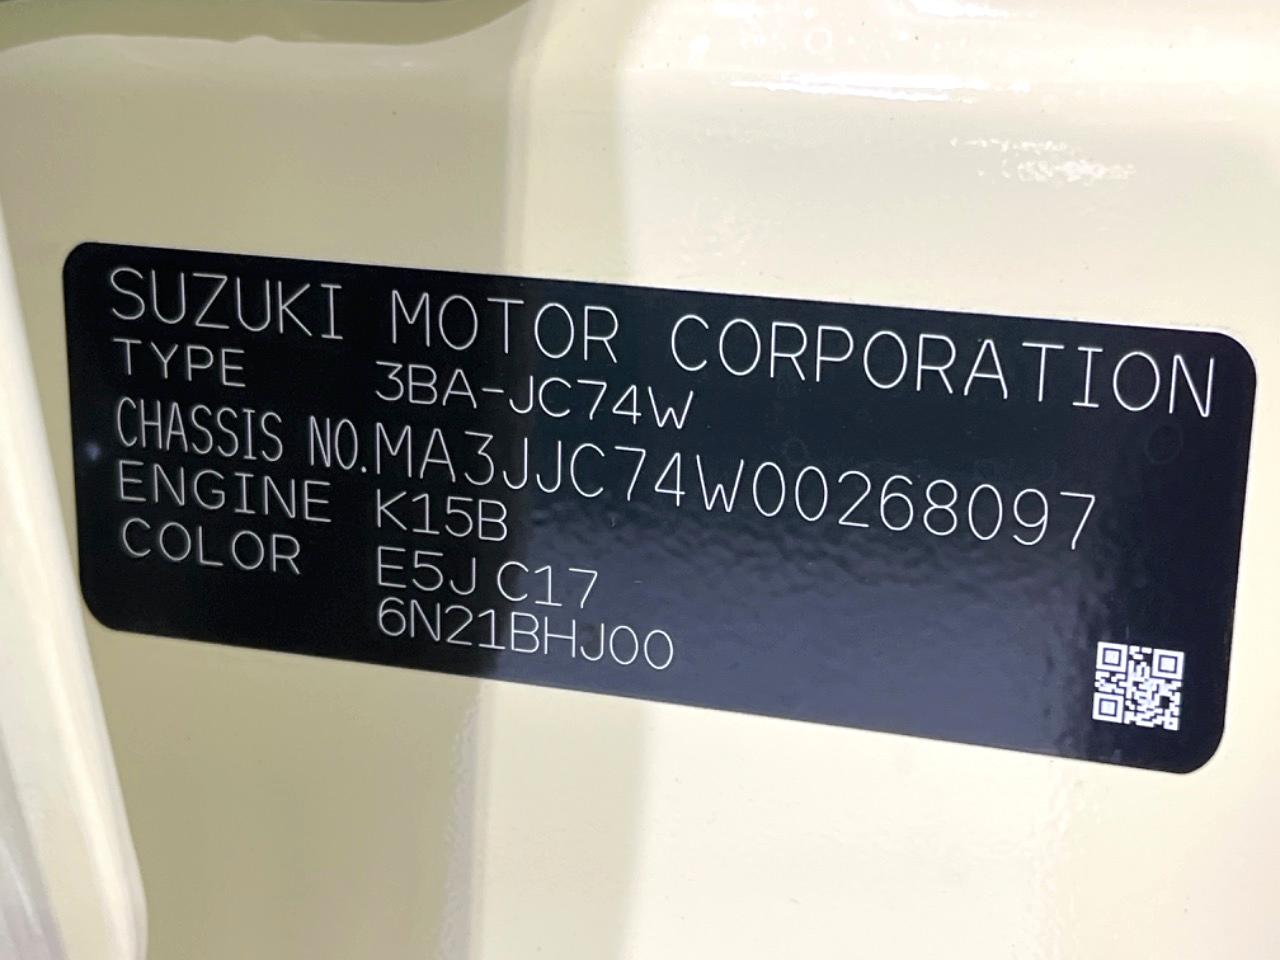 SUZUKI MOTOR CORPORATION
TYPE 3BA-JC74W
CHASSIS NO. MA3JJC74W00268097
ENGINE K15B
COLOR E5J C17
6N21BHJ00